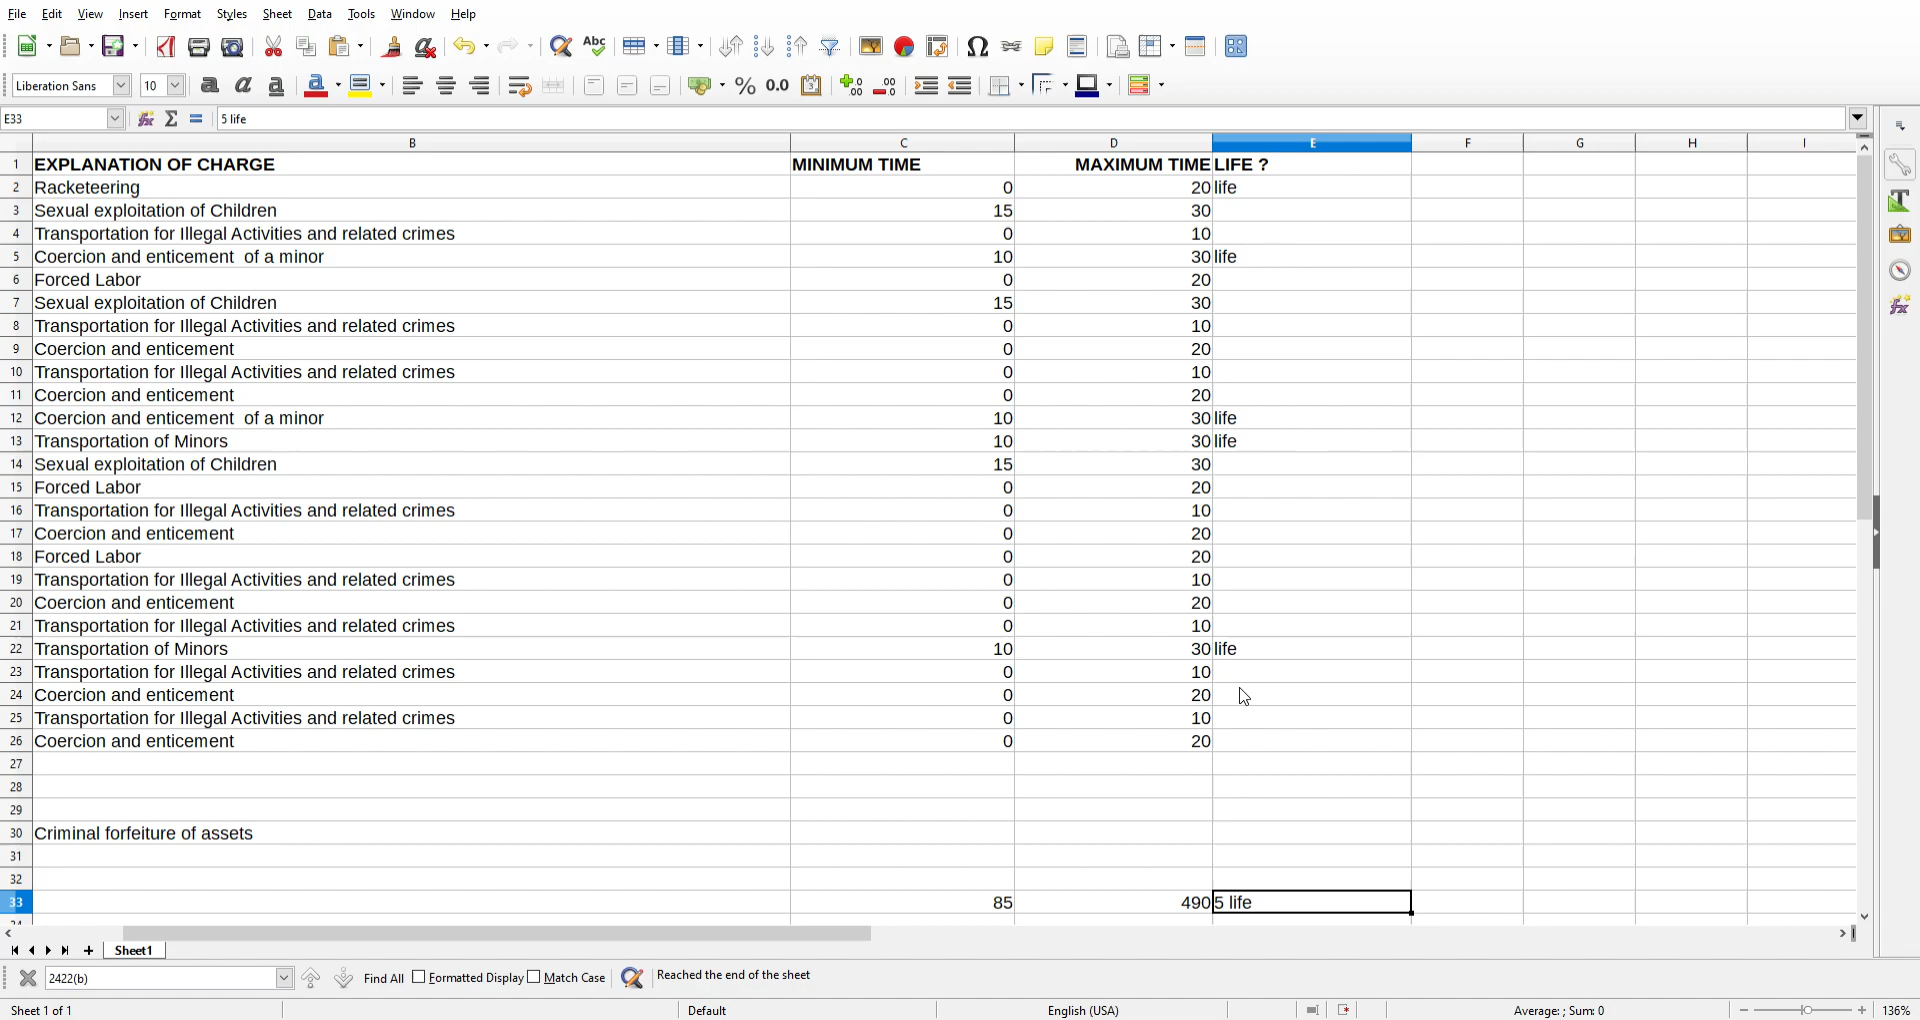 File Edit View Insert Format Styles Sheet Data Tools Window Help
Liberation Sans 10
E33 5 life
B C D E F G H I
1 EXPLANATION OF CHARGE MINIMUM TIME MAXIMUM TIME LIFE ?
2 Racketeering 0 20 life
3 Sexual exploitation of Children 15 30
4 Transportation for Illegal Activities and related crimes 0 10
5 Coercion and enticement  of a minor 10 30 life
6 Forced Labor 0 20
7 Sexual exploitation of Children 15 30
8 Transportation for Illegal Activities and related crimes 0 10
9 Coercion and enticement 0 20
10 Transportation for Illegal Activities and related crimes 0 10
11 Coercion and enticement 0 20
12 Coercion and enticement  of a minor 10 30 life
13 Transportation of Minors 10 30 life
14 Sexual exploitation of Children 15 30
15 Forced Labor 0 20
16 Transportation for Illegal Activities and related crimes 0 10
17 Coercion and enticement 0 20
18 Forced Labor 0 20
19 Transportation for Illegal Activities and related crimes 0 10
20 Coercion and enticement 0 20
21 Transportation for Illegal Activities and related crimes 0 10
22 Transportation of Minors 10 30 life
23 Transportation for Illegal Activities and related crimes 0 10
24 Coercion and enticement 0 20
25 Transportation for Illegal Activities and related crimes 0 10
26 Coercion and enticement 0 20
27
28
29
30 Criminal forfeiture of assets
31
32
33 85 490 5 life
Sheet1
2422(b) Find All Formatted Display Match Case Reached the end of the sheet
Sheet 1 of 1 Default English (USA) Average: ; Sum: 0 136%